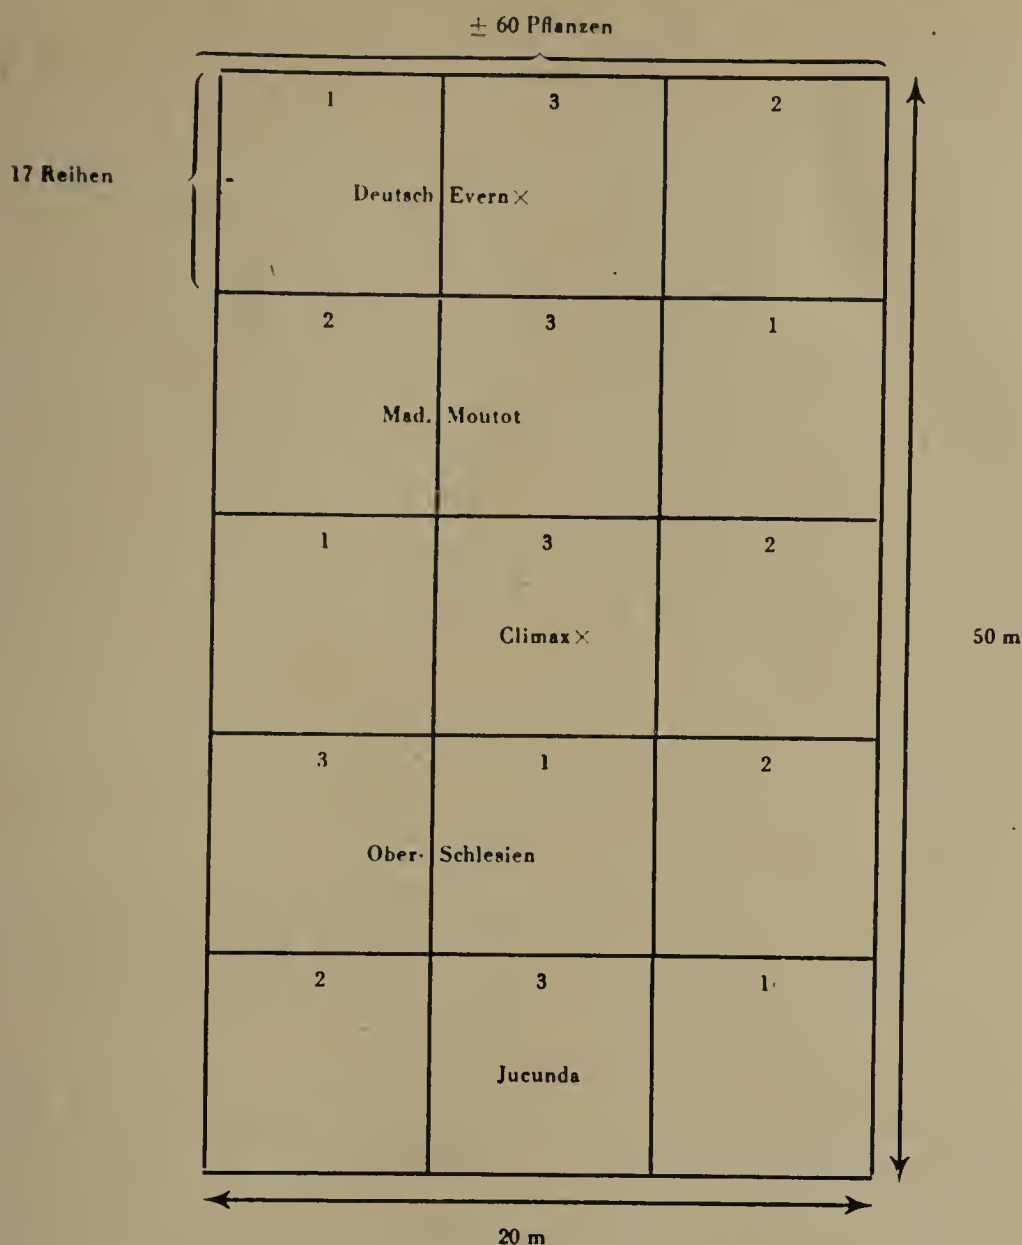 ± 60 Pflanzen
1 3 2
17 Reihen
Deutsch Evern ×
2 3 1
Mad. Moutot
1 3 2
Climax ×
50 m
3 1 2
Ober- Schlesien
2 3 1
Jucunda
20 m